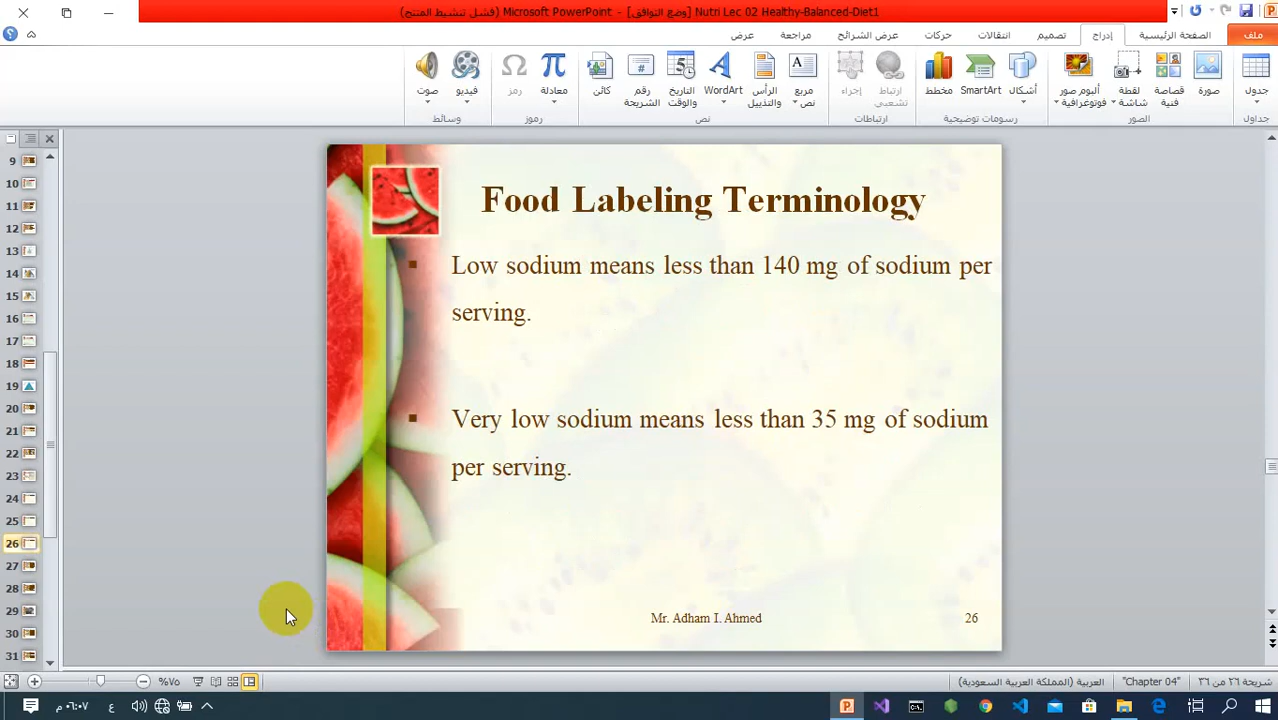 Nutri Lec 02 Healthy-Balanced-Diet1 [وضع التوافق] - Microsoft PowerPoint (فشل تنشيط المنتج)
ملف الصفحة الرئيسية إدراج تصميم انتقالات حركات عرض الشرائح مراجعة عرض
جدول
صورة
قصاصة فنية
لقطة شاشة
ألبوم صور فوتوغرافية
أشكال
SmartArt
مخطط
ارتباط تشعبي
إجراء
A
مربع نص
الرأس والتذييل
WordArt
التاريخ والوقت
رقم الشريحة
كائن
معادلة
رمز
فيديو
صوت
جداول
الصور
رسومات توضيحية
ارتباطات
نص
رموز
وسائط
9
10
11
12
13
14
15
16
17
18
19
20
21
22
23
24
25
26
27
28
29
30
31
Food Labeling Terminology
▪ Low sodium means less than 140 mg of sodium per
serving.
▪ Very low sodium means less than 35 mg of sodium
per serving.
Mr. Adham I. Ahmed
26
شريحة ٢٦ من ٣٦
"Chapter 04"
العربية (المملكة العربية السعودية)
%٧٥
٦:٠٧ م
ع